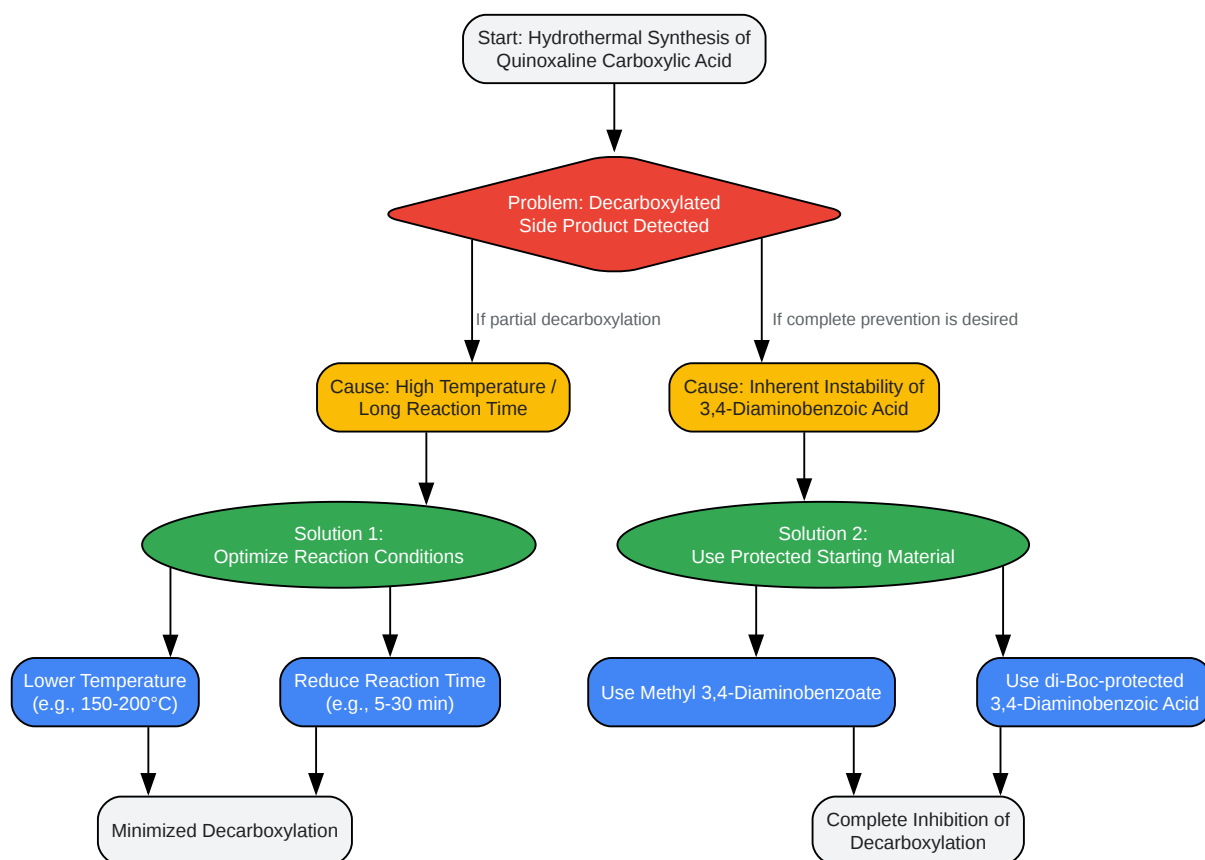 Start: Hydrothermal Synthesis of
Quinoxaline Carboxylic Acid
Problem: Decarboxylated
Side Product Detected
If partial decarboxylation
If complete prevention is desired
Cause: High Temperature /
Long Reaction Time
Cause: Inherent Instability of
3,4-Diaminobenzoic Acid
Solution 1:
Optimize Reaction Conditions
Solution 2:
Use Protected Starting Material
Lower Temperature
(e.g., 150-200°C)
Reduce Reaction Time
(e.g., 5-30 min)
Use Methyl 3,4-Diaminobenzoate
Use di-Boc-protected
3,4-Diaminobenzoic Acid
Minimized Decarboxylation
Complete Inhibition of
Decarboxylation